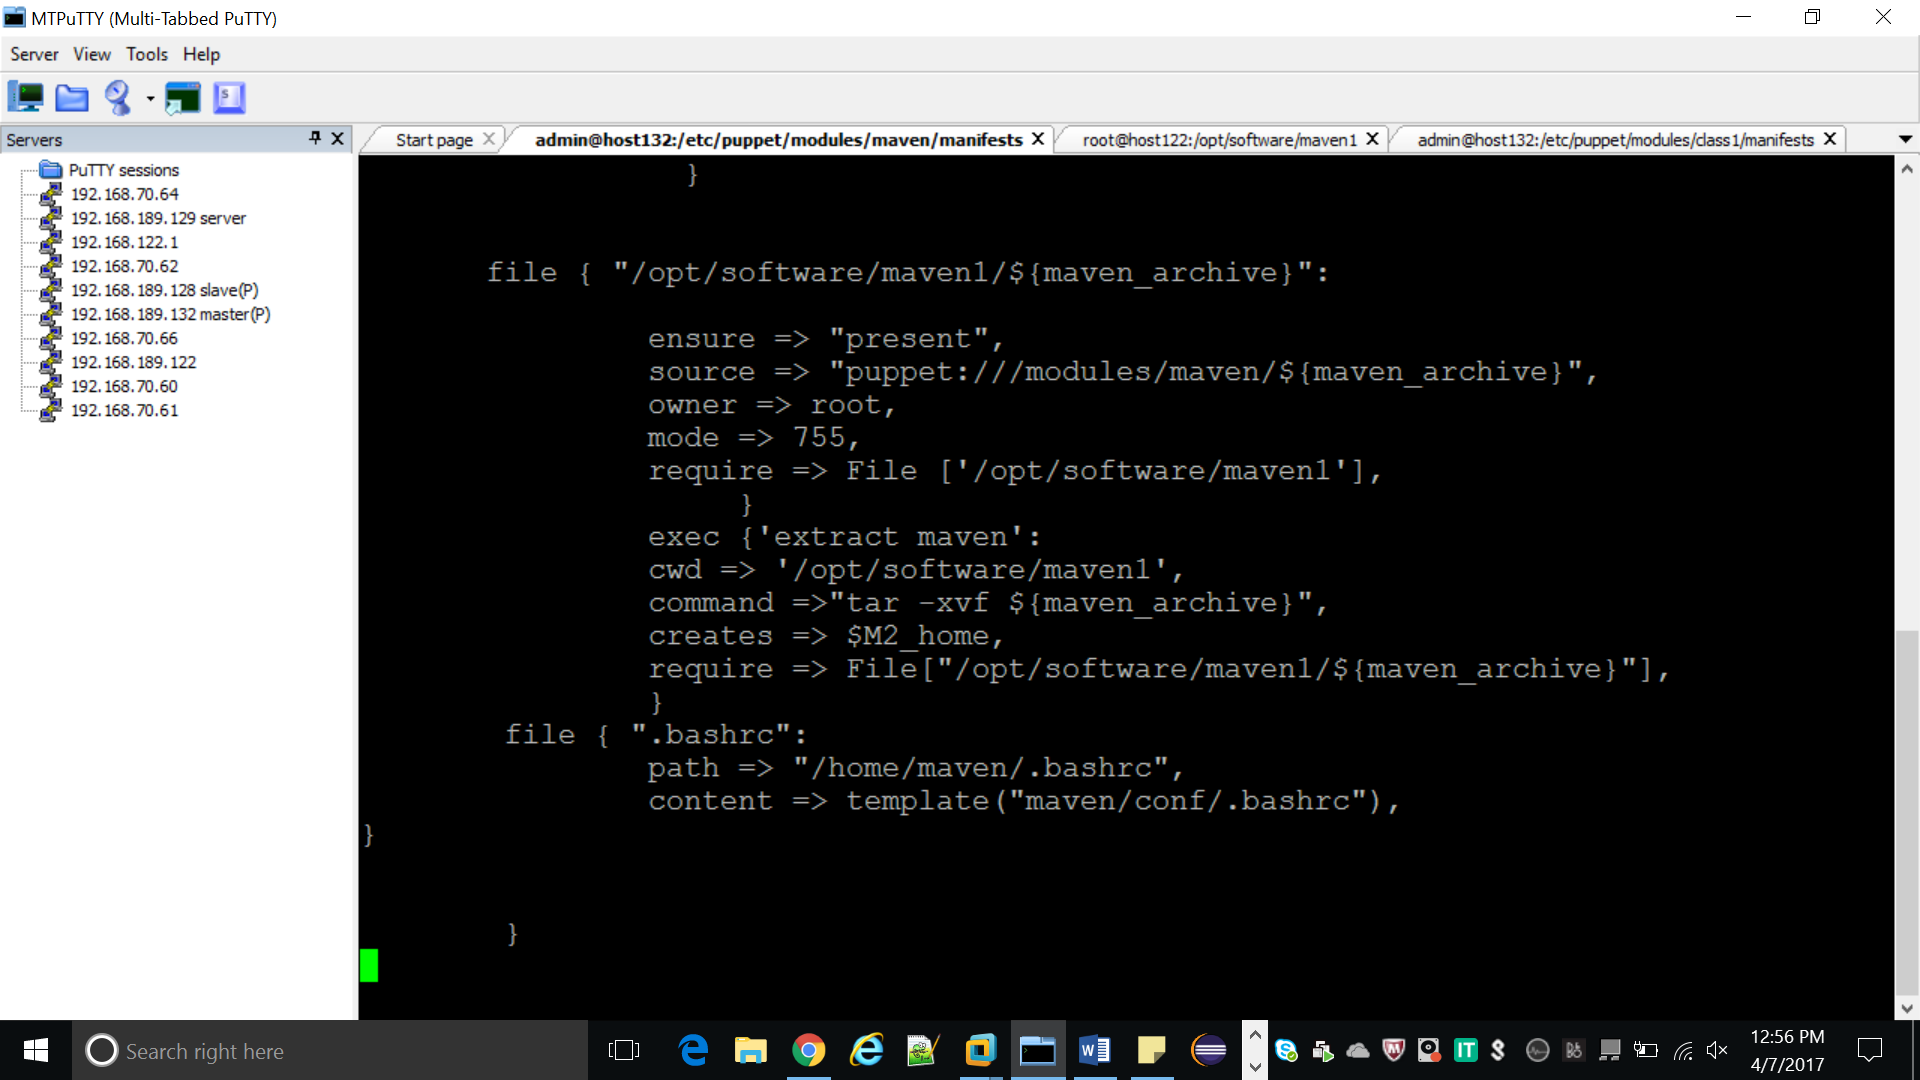 MTPuTTY (Multi-Tabbed PuTTY)
Server View Tools Help
Servers
PuTTY sessions
192.168.70.64
192.168.189.129 server
192.168.122.1
192.168.70.62
192.168.189.128 slave(P)
192.168.189.132 master(P)
192.168.70.66
192.168.189.122
192.168.70.60
192.168.70.61
Start page admin@host132:/etc/puppet/modules/maven/manifests root@host122:/opt/software/maven1 admin@host132:/etc/puppet/modules/class1/manifests
}
file { "/opt/software/maven1/${maven_archive}":
ensure => "present",
source => "puppet:///modules/maven/${maven_archive}",
owner => root,
mode => 755,
require => File ['/opt/software/maven1'],
}
exec {'extract maven':
cwd => '/opt/software/maven1',
command =>"tar -xvf ${maven_archive}",
creates => $M2_home,
require => File["/opt/software/maven1/${maven_archive}"],
}
file { ".bashrc":
path => "/home/maven/.bashrc",
content => template("maven/conf/.bashrc"),
}
}
Search right here
12:56 PM
4/7/2017